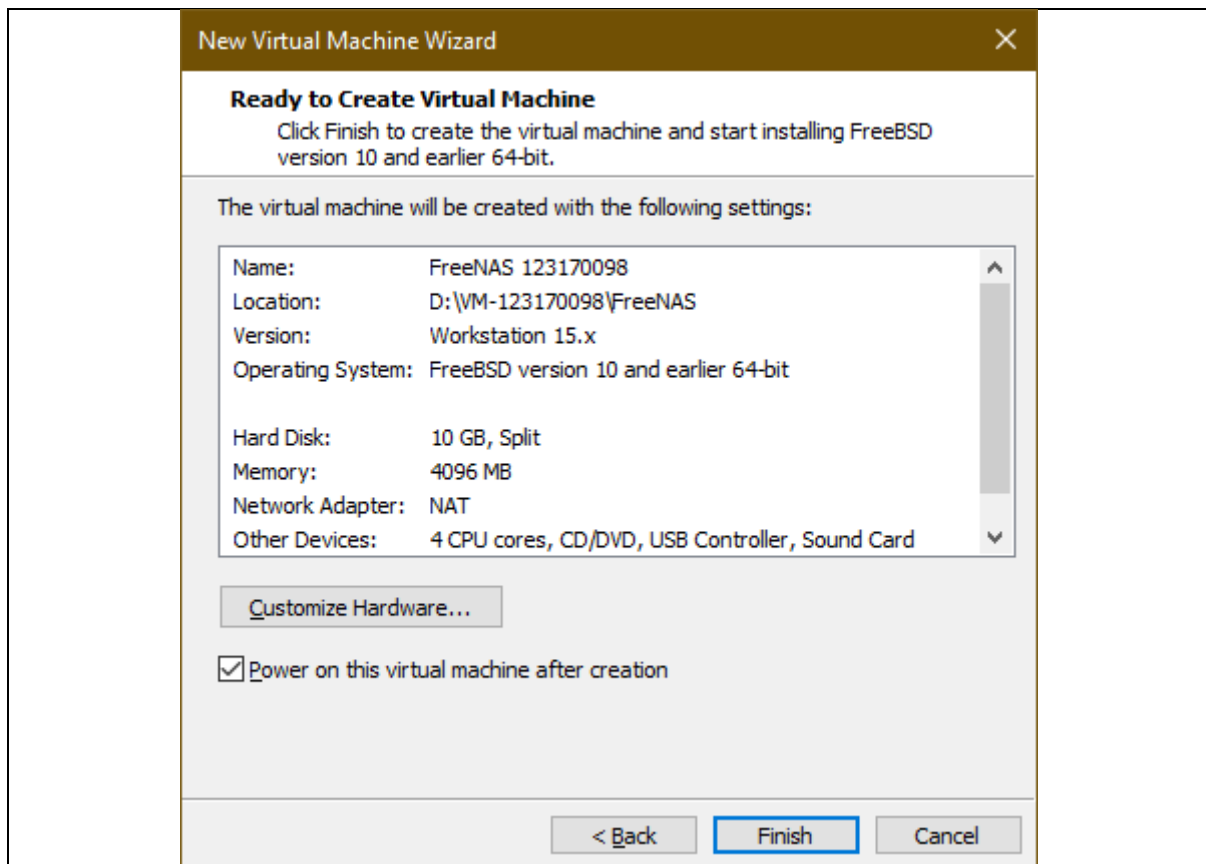 New Virtual Machine Wizard
Ready to Create Virtual Machine
Click Finish to create the virtual machine and start installing FreeBSD
version 10 and earlier 64-bit.
The virtual machine will be created with the following settings:
Name: FreeNAS 123170098
Location: D:\VM-123170098\FreeNAS
Version: Workstation 15.x
Operating System: FreeBSD version 10 and earlier 64-bit
Hard Disk: 10 GB, Split
Memory: 4096 MB
Network Adapter: NAT
Other Devices: 4 CPU cores, CD/DVD, USB Controller, Sound Card
Customize Hardware...
Power on this virtual machine after creation
< Back Finish Cancel